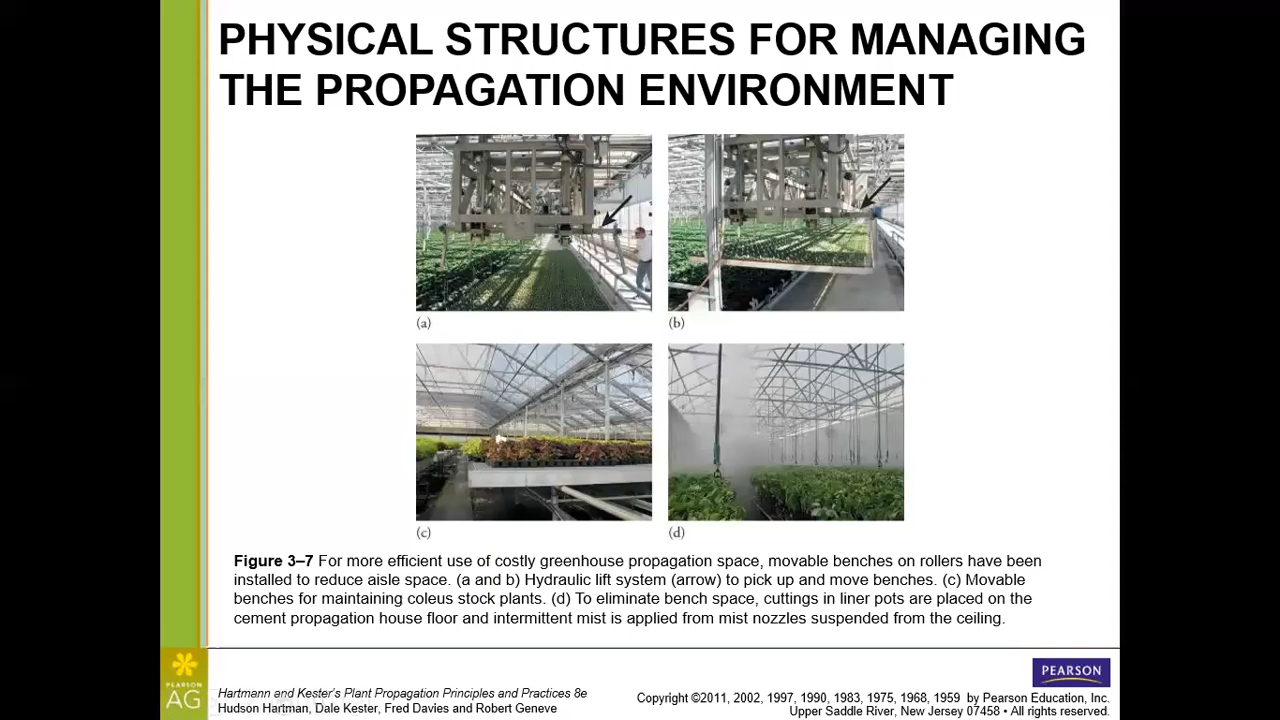 PHYSICAL STRUCTURES FOR MANAGING
THE PROPAGATION ENVIRONMENT
(a)
(b)
(c)
(d)
Figure 3–7 For more efficient use of costly greenhouse propagation space, movable benches on rollers have been
installed to reduce aisle space. (a and b) Hydraulic lift system (arrow) to pick up and move benches. (c) Movable
benches for maintaining coleus stock plants. (d) To eliminate bench space, cuttings in liner pots are placed on the
cement propagation house floor and intermittent mist is applied from mist nozzles suspended from the ceiling.
PEARSON
AG
Hartmann and Kester's Plant Propagation Principles and Practices 8e
Hudson Hartman, Dale Kester, Fred Davies and Robert Geneve
PEARSON
Copyright ©2011, 2002, 1997, 1990, 1983, 1975, 1968, 1959 by Pearson Education, Inc.
Upper Saddle River, New Jersey 07458 • All rights reserved.